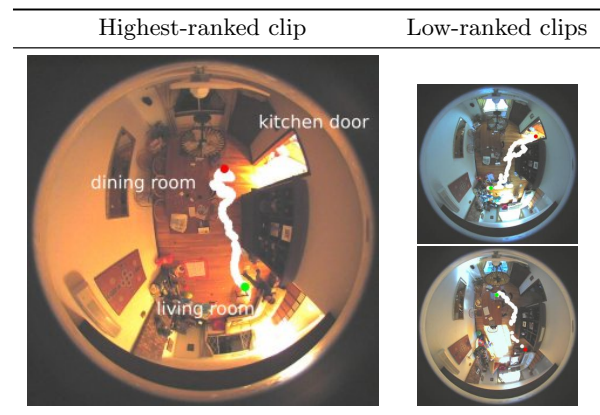 Highest-ranked clip
Low-ranked clips
kitchen door
dining room
living room